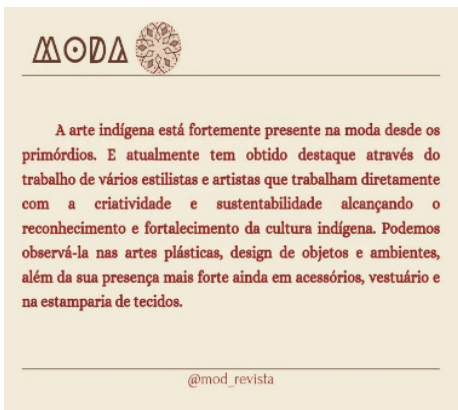 MODA
A arte indígena está fortemente presente na moda desde os
primórdios. E atualmente tem obtido destaque através do
trabalho de vários estilistas e artistas que trabalham diretamente
com a criatividade e sustentabilidade alcançando o
reconhecimento e fortalecimento da cultura indígena. Podemos
observá-la nas artes plásticas, design de objetos e ambientes,
além da sua presença mais forte ainda em acessórios, vestuário e
na estamparia de tecidos.
@mod_revista